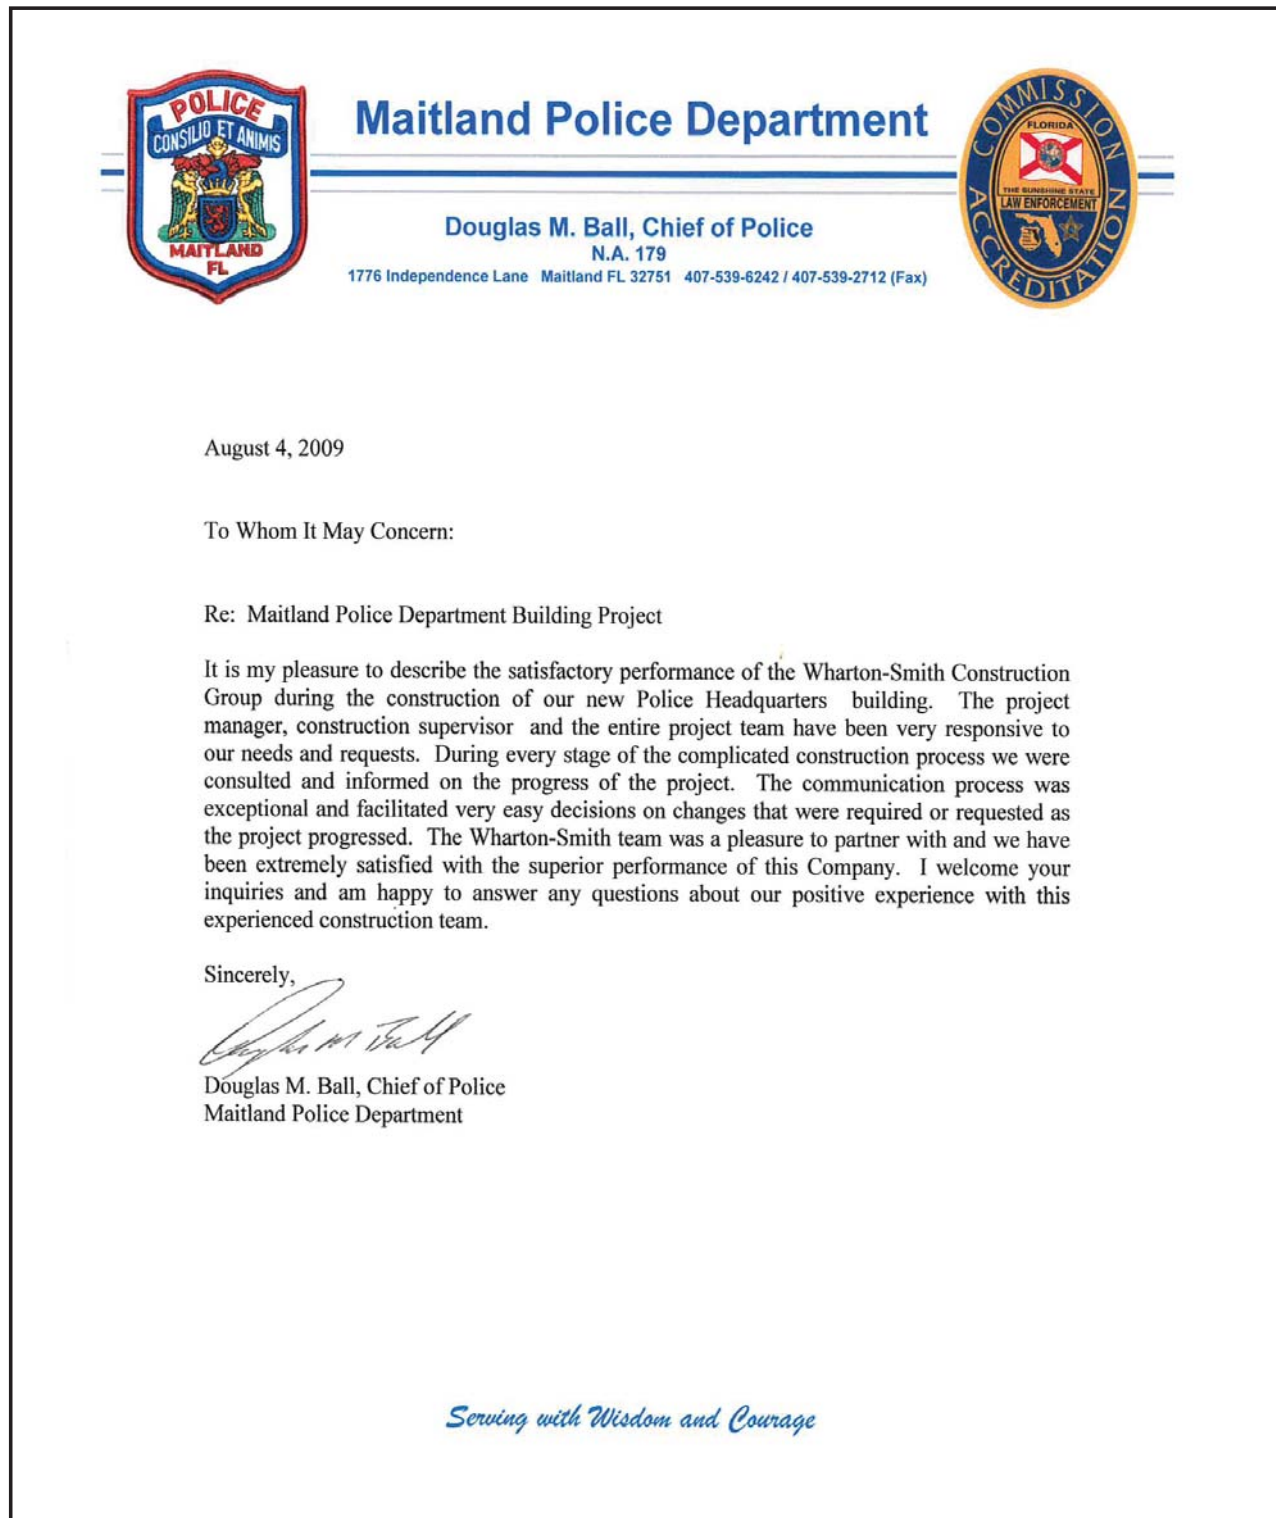 POLICE
CONSILIO ET ANIMIS
MAITLAND
FL
Maitland Police Department
COMMISSION
FLORIDA
THE SUNSHINE STATE
LAW ENFORCEMENT
ACCREDITATION
Douglas M. Ball, Chief of Police
N.A. 179
1776 Independence Lane Maitland FL 32751 407-539-6242 / 407-539-2712 (Fax)
August 4, 2009
To Whom It May Concern:
Re: Maitland Police Department Building Project
It is my pleasure to describe the satisfactory performance of the Wharton-Smith Construction
Group during the construction of our new Police Headquarters building. The project
manager, construction supervisor and the entire project team have been very responsive to
our needs and requests. During every stage of the complicated construction process we were
consulted and informed on the progress of the project. The communication process was
exceptional and facilitated very easy decisions on changes that were required or requested as
the project progressed. The Wharton-Smith team was a pleasure to partner with and we have
been extremely satisfied with the superior performance of this Company. I welcome your
inquiries and am happy to answer any questions about our positive experience with this
experienced construction team.
Sincerely,
Douglas M Ball
Douglas M. Ball, Chief of Police
Maitland Police Department
Serving with Wisdom and Courage